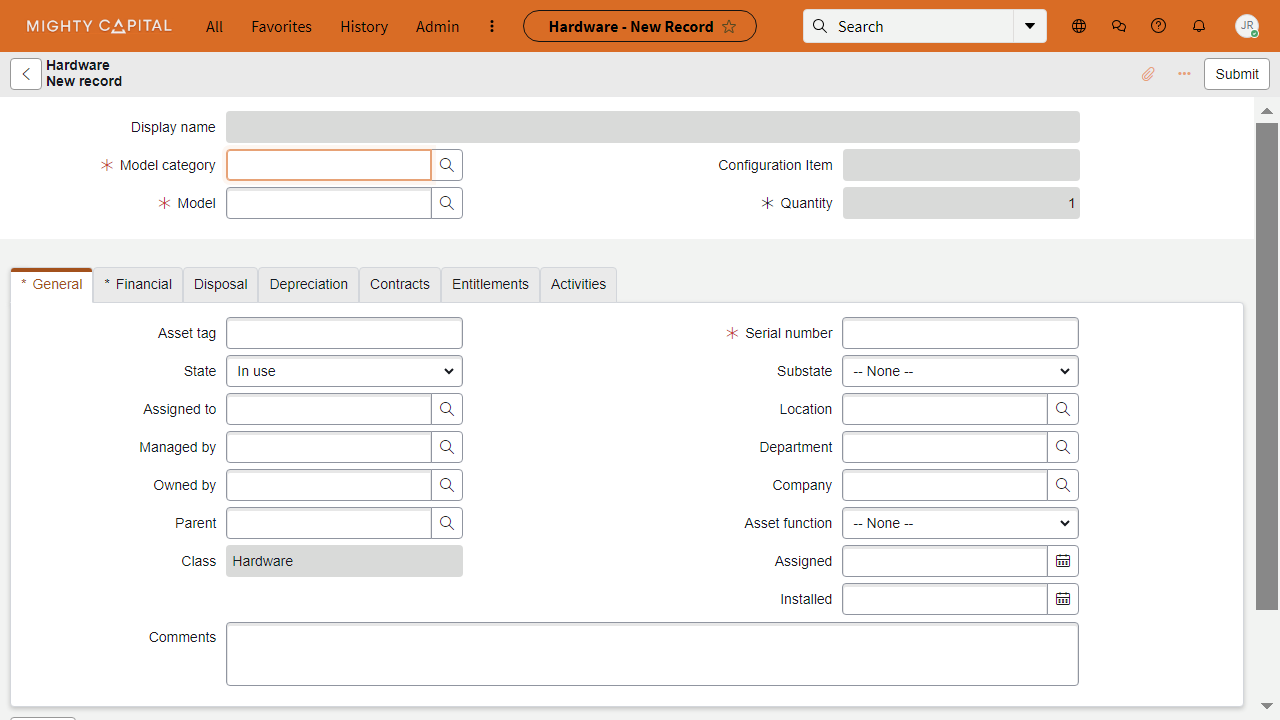 MIGHTY CAPITAL All Favorites History Admin Hardware - New Record Search JR
Hardware
New record
Submit
Display name
Model category
Configuration Item
Model
Quantity 1
* General * Financial Disposal Depreciation Contracts Entitlements Activities
Asset tag
Serial number
State In use
Substate -- None --
Assigned to
Location
Managed by
Department
Owned by
Company
Parent
Asset function -- None --
Class Hardware
Assigned
Installed
Comments